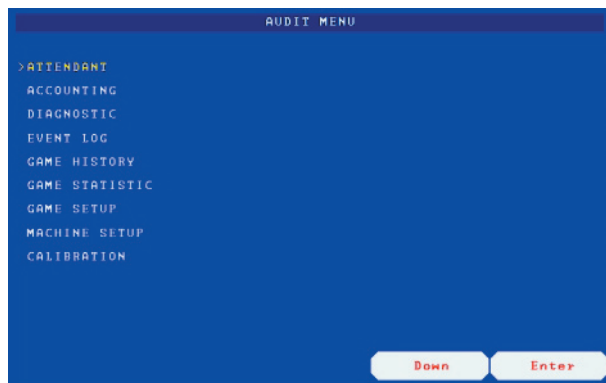 AUDIT MENU
>ATTENDANT
ACCOUNTING
DIAGNOSTIC
EVENT LOG
GAME HISTORY
GAME STATISTIC
GAME SETUP
MACHINE SETUP
CALIBRATION
Down Enter